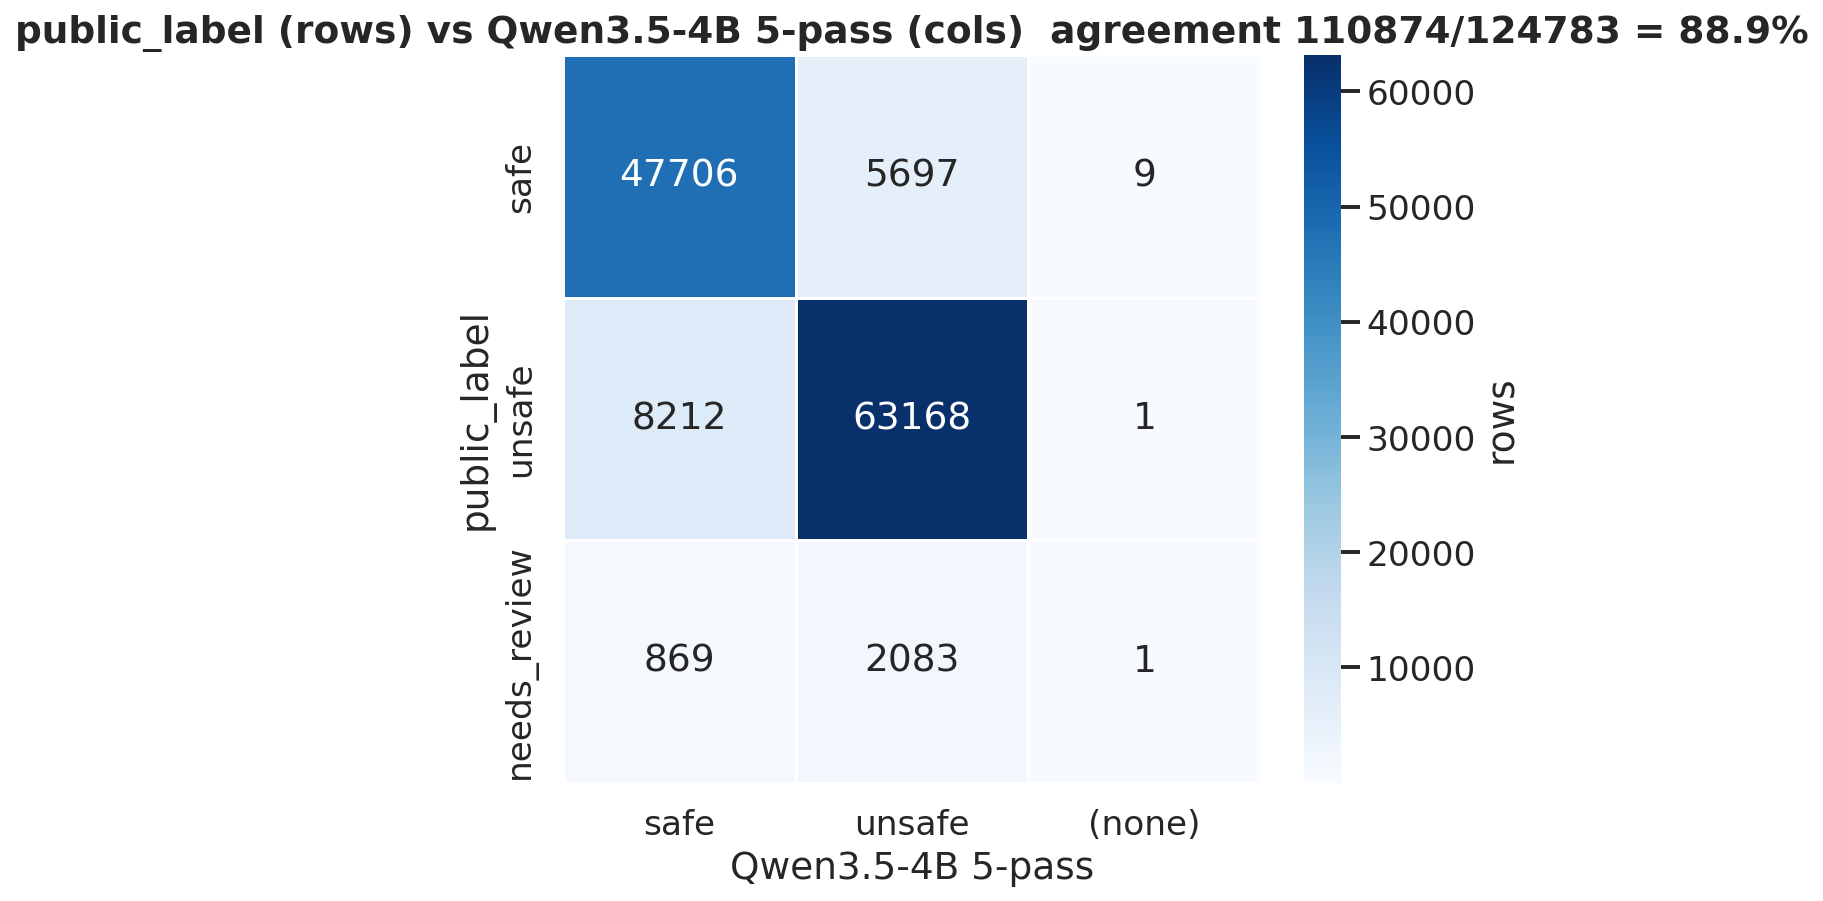 public_label (rows) vs Qwen3.5-4B 5-pass (cols)  agreement 110874/124783 = 88.9%
safe
47706
5697
9
unsafe
8212
63168
1
needs_review
869
2083
1
public_label
safe
unsafe
(none)
Qwen3.5-4B 5-pass
60000
50000
40000
30000
20000
10000
rows